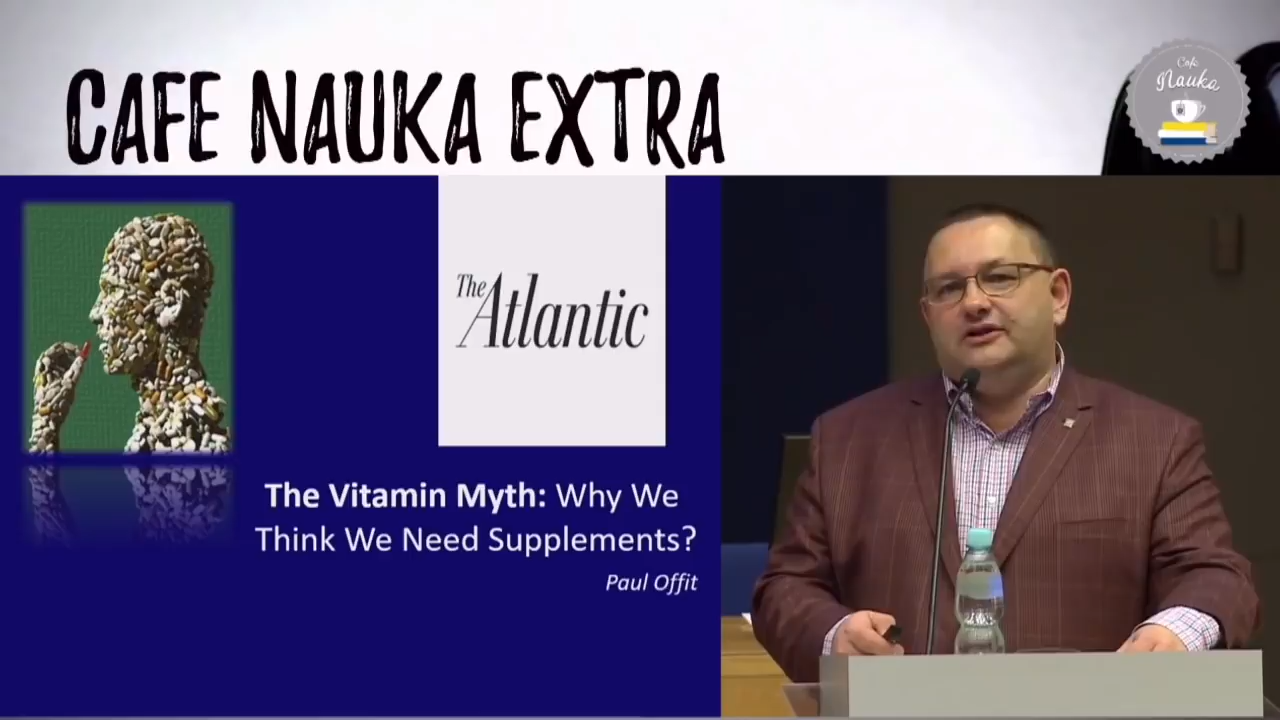 CAFE NAUKA EXTRA
Cafe
Nauka
The
Atlantic
The Vitamin Myth: Why We
Think We Need Supplements?
Paul Offit